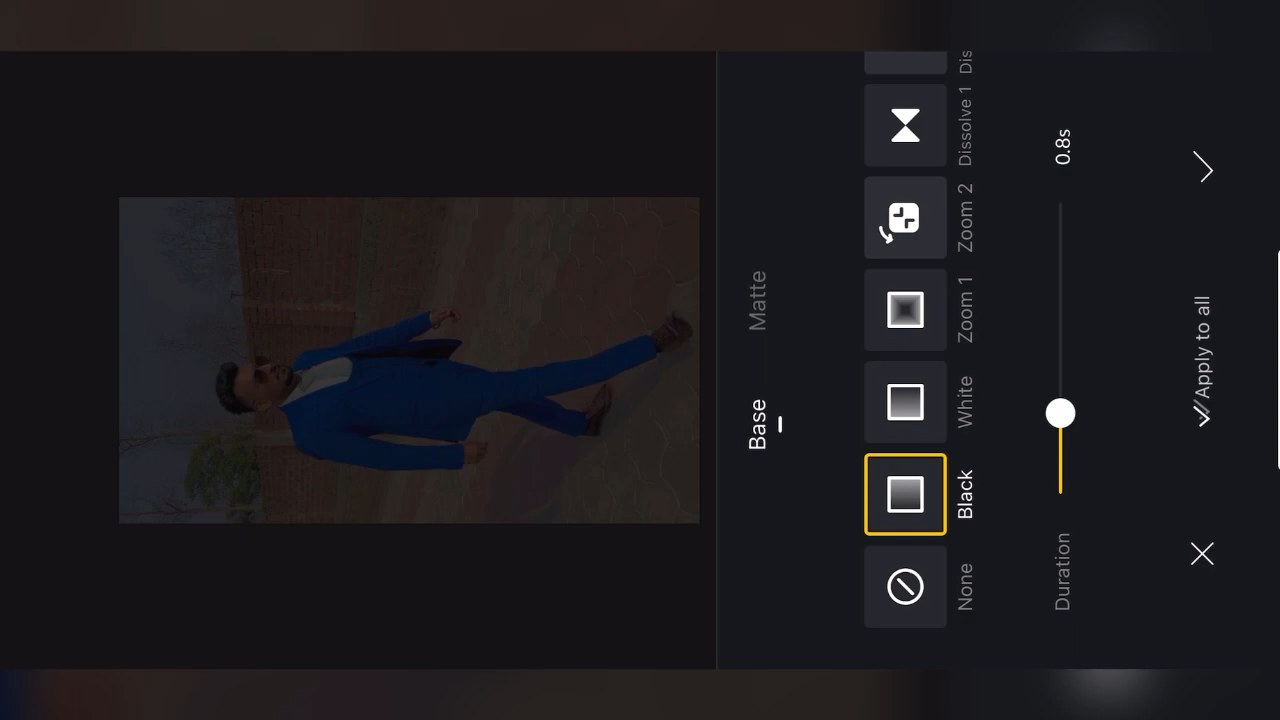 Base
Matte
None
Black
White
Zoom 1
Zoom 2
Dissolve 1
Dis
Duration
0.8s
Apply to all